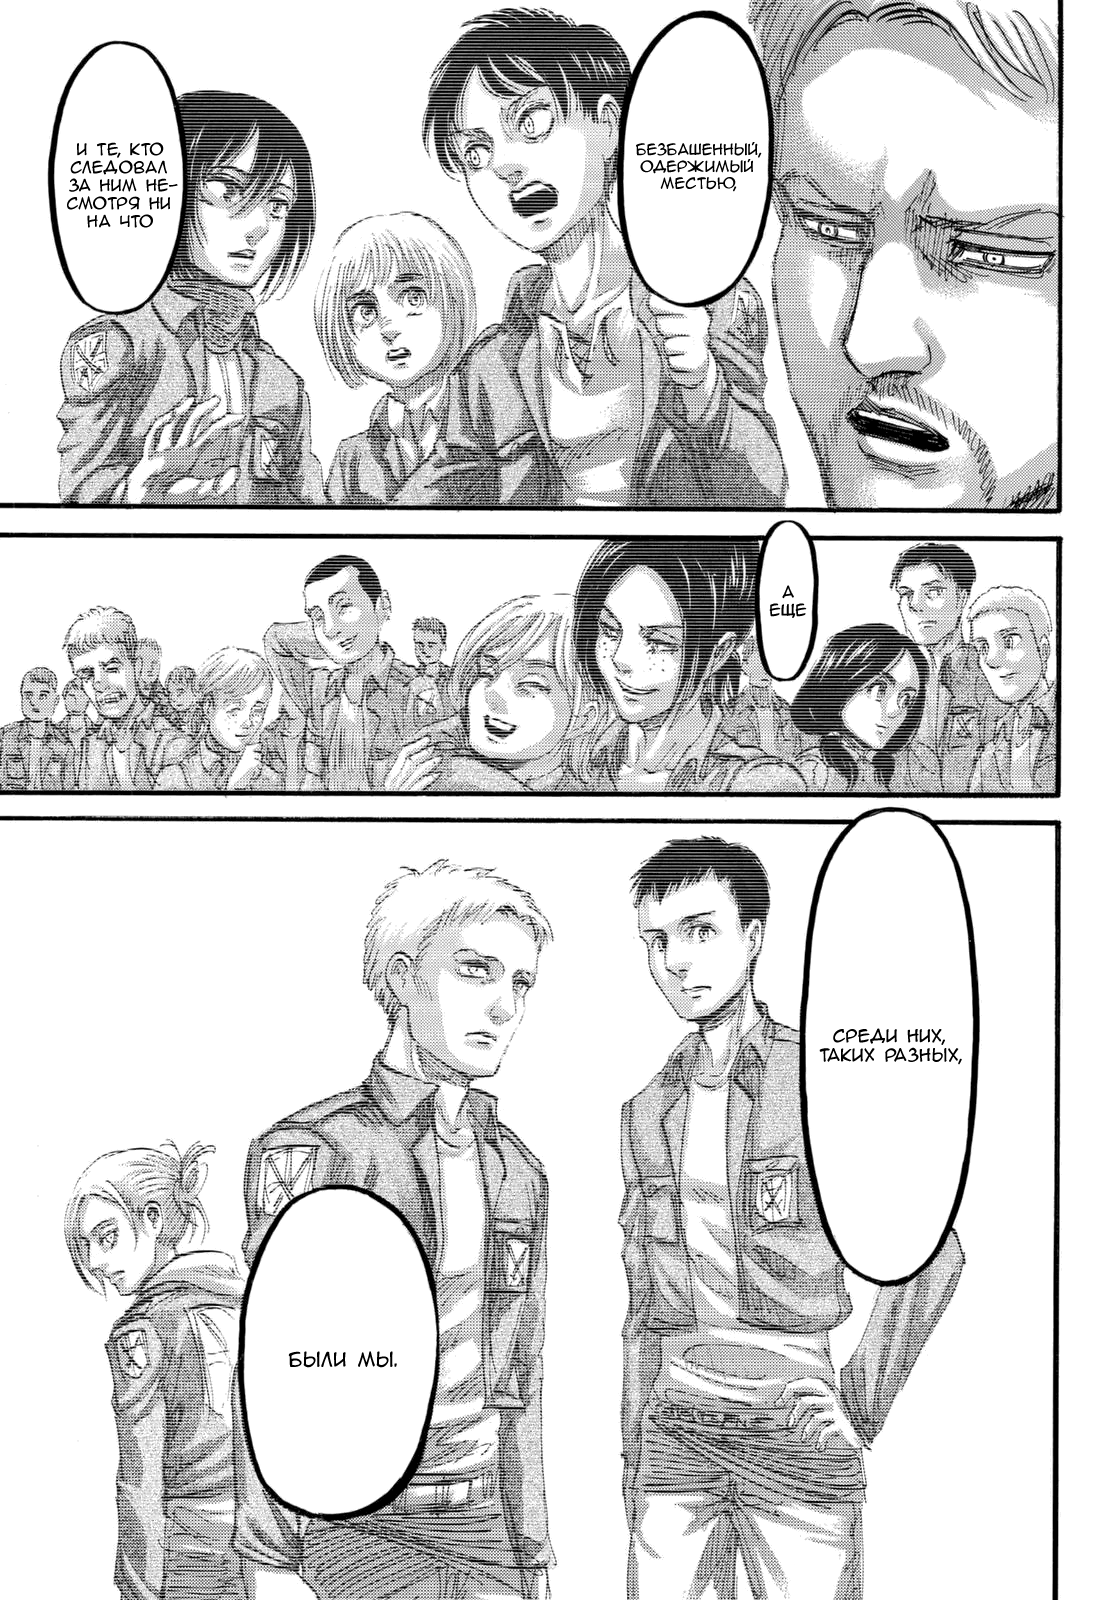 БЕЗБАШЕННЫЙ,
ОДЕРЖИМЫЙ
МЕСТЬЮ,
И ТЕ, КТО
СЛЕДОВАЛ
ЗА НИМ НЕ-
СМОТРЯ НИ
НА ЧТО
А
ЕЩЕ
СРЕДИ НИХ,
ТАКИХ РАЗНЫХ,
БЫЛИ МЫ.